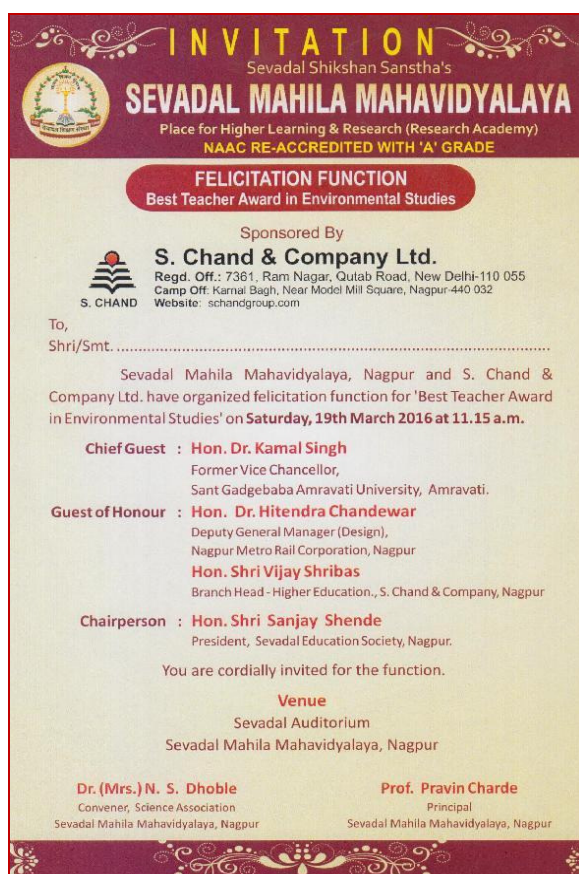 INVITATION
Sevadal Shikshan Sanstha's
SEVADAL MAHILA MAHAVIDYALAYA
Place for Higher Learning & Research (Research Academy)
NAAC RE-ACCREDITED WITH 'A' GRADE
FELICITATION FUNCTION
Best Teacher Award in Environmental Studies
Sponsored By
S. CHAND
S. Chand & Company Ltd.
Regd. Off.: 7361, Ram Nagar, Qutab Road, New Delhi-110 055
Camp Off: Karnal Bagh, Near Model Mill Square, Nagpur-440 032
Website: schandgroup.com
To,
Shri/Smt. ....................................................................................................
Sevadal Mahila Mahavidyalaya, Nagpur and S. Chand &
Company Ltd. have organized felicitation function for 'Best Teacher Award
in Environmental Studies' on Saturday, 19th March 2016 at 11.15 a.m.
Chief Guest : Hon. Dr. Kamal Singh
Former Vice Chancellor,
Sant Gadgebaba Amravati University, Amravati.
Guest of Honour : Hon. Dr. Hitendra Chandewar
Deputy General Manager (Design),
Nagpur Metro Rail Corporation, Nagpur
Hon. Shri Vijay Shribas
Branch Head - Higher Education., S. Chand & Company, Nagpur
Chairperson : Hon. Shri Sanjay Shende
President, Sevadal Education Society, Nagpur.
You are cordially invited for the function.
Venue
Sevadal Auditorium
Sevadal Mahila Mahavidyalaya, Nagpur
Dr. (Mrs.) N. S. Dhoble
Convener, Science Association
Sevadal Mahila Mahavidyalaya, Nagpur
Prof. Pravin Charde
Principal
Sevadal Mahila Mahavidyalaya, Nagpur